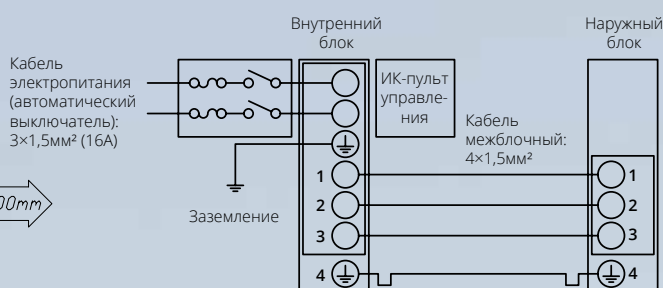 Внутренний
блок
Наружный
блок
Кабель
электропитания
(автоматический
выключатель):
3×1,5мм² (16А)
ИК-пульт
управле-
ния
Кабель
межблочный:
4×1,5мм²
1
1
00mm
2
2
Заземление
3
3
4
4